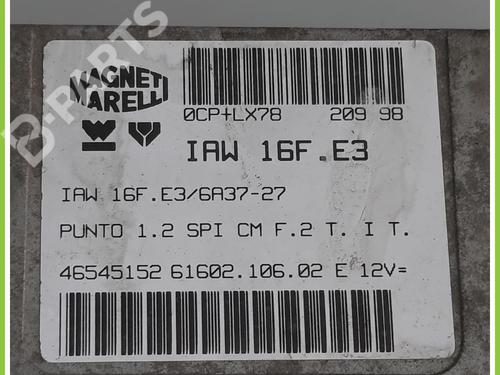 B-PARTS
MAGNETI
MARELLI
0CP+LX78 209 98
IAW 16F.E3
IAW 16F.E3/6A37-27
PUNTO 1.2 SPI CM F.2 T. I T.
46545152 61602.106.02 E 12V=